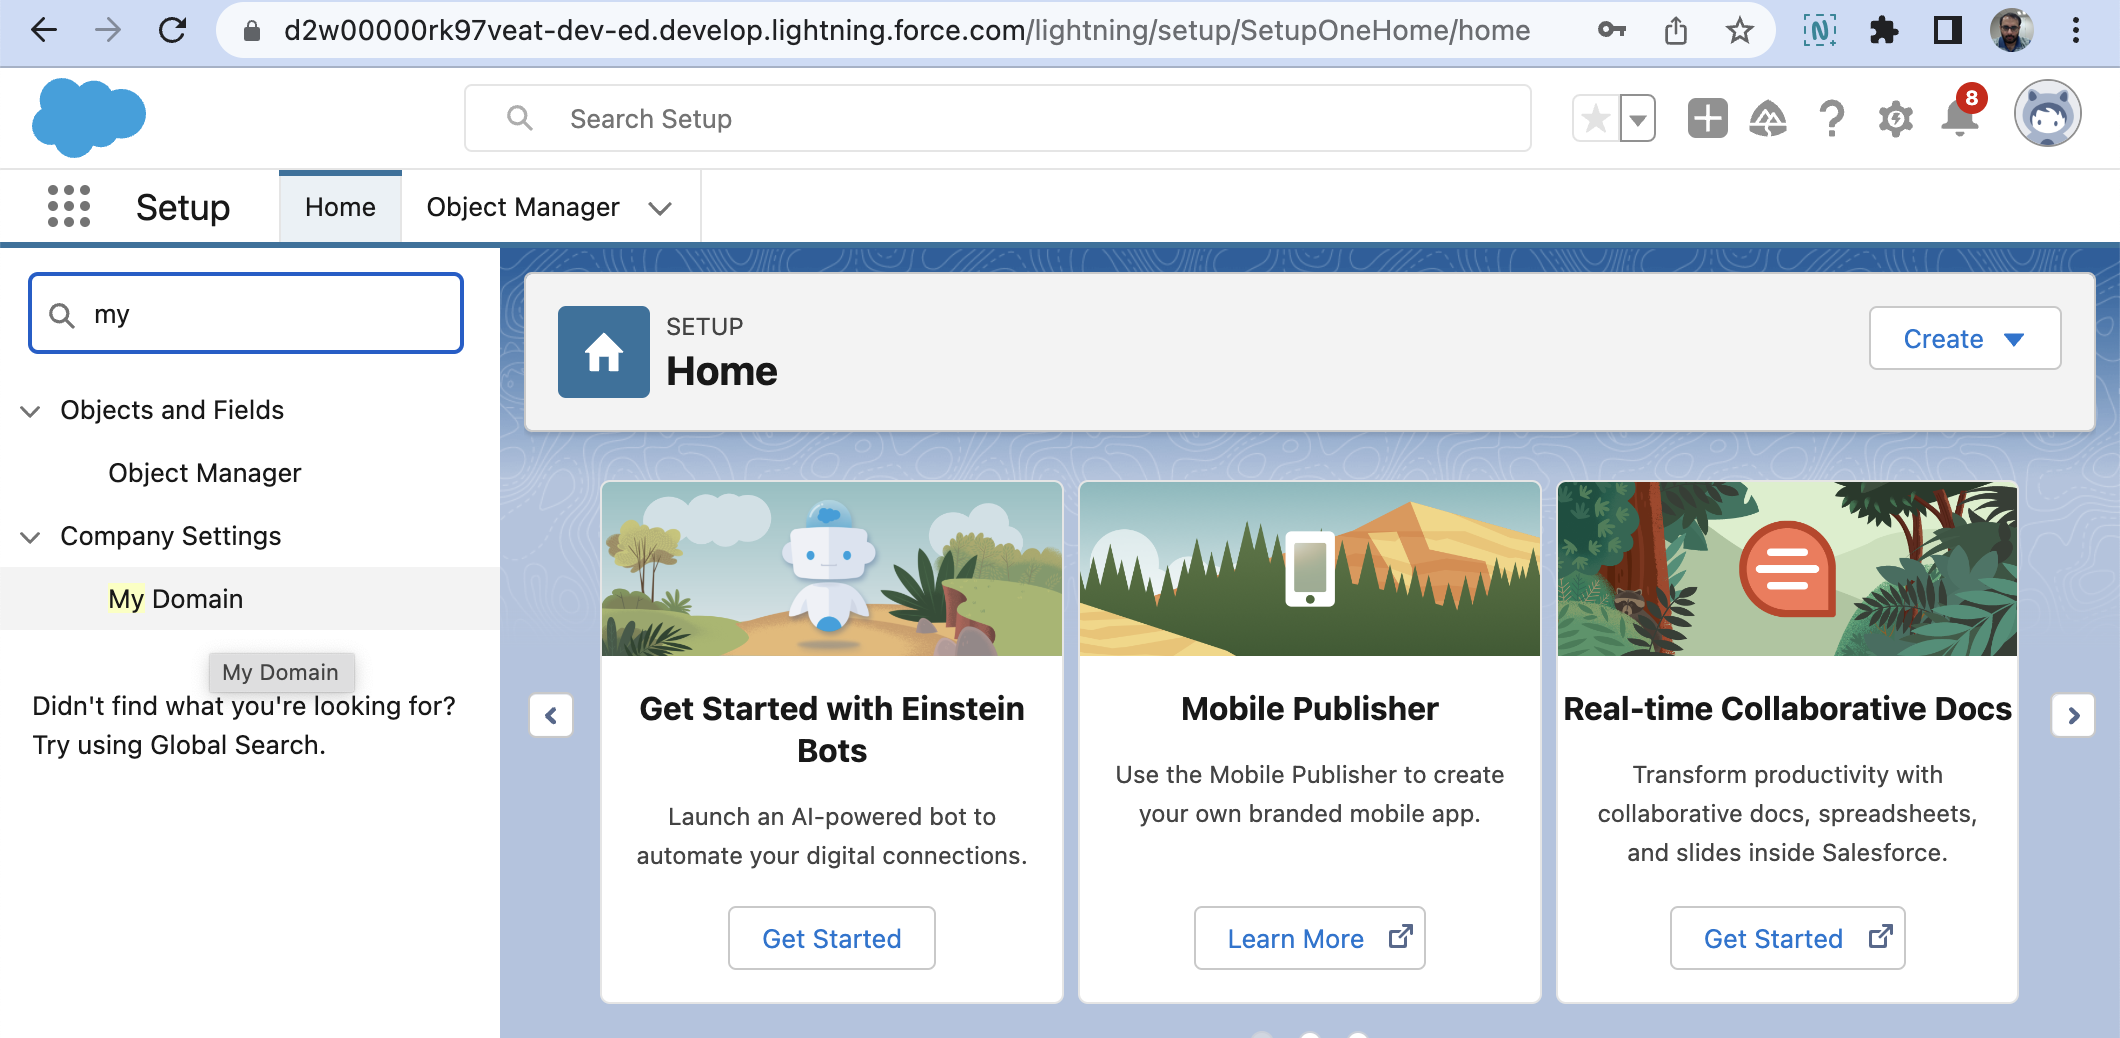 d2w00000rk97veat-dev-ed.develop.lightning.force.com/lightning/setup/SetupOneHome/home
Search Setup
8
Setup
Home
Object Manager
my
Objects and Fields
Object Manager
Company Settings
My Domain
My Domain
Didn't find what you're looking for?
Try using Global Search.
SETUP
Home
Create
Get Started with Einstein
Bots
Launch an AI-powered bot to
automate your digital connections.
Get Started
Mobile Publisher
Use the Mobile Publisher to create
your own branded mobile app.
Learn More
Real-time Collaborative Docs
Transform productivity with
collaborative docs, spreadsheets,
and slides inside Salesforce.
Get Started